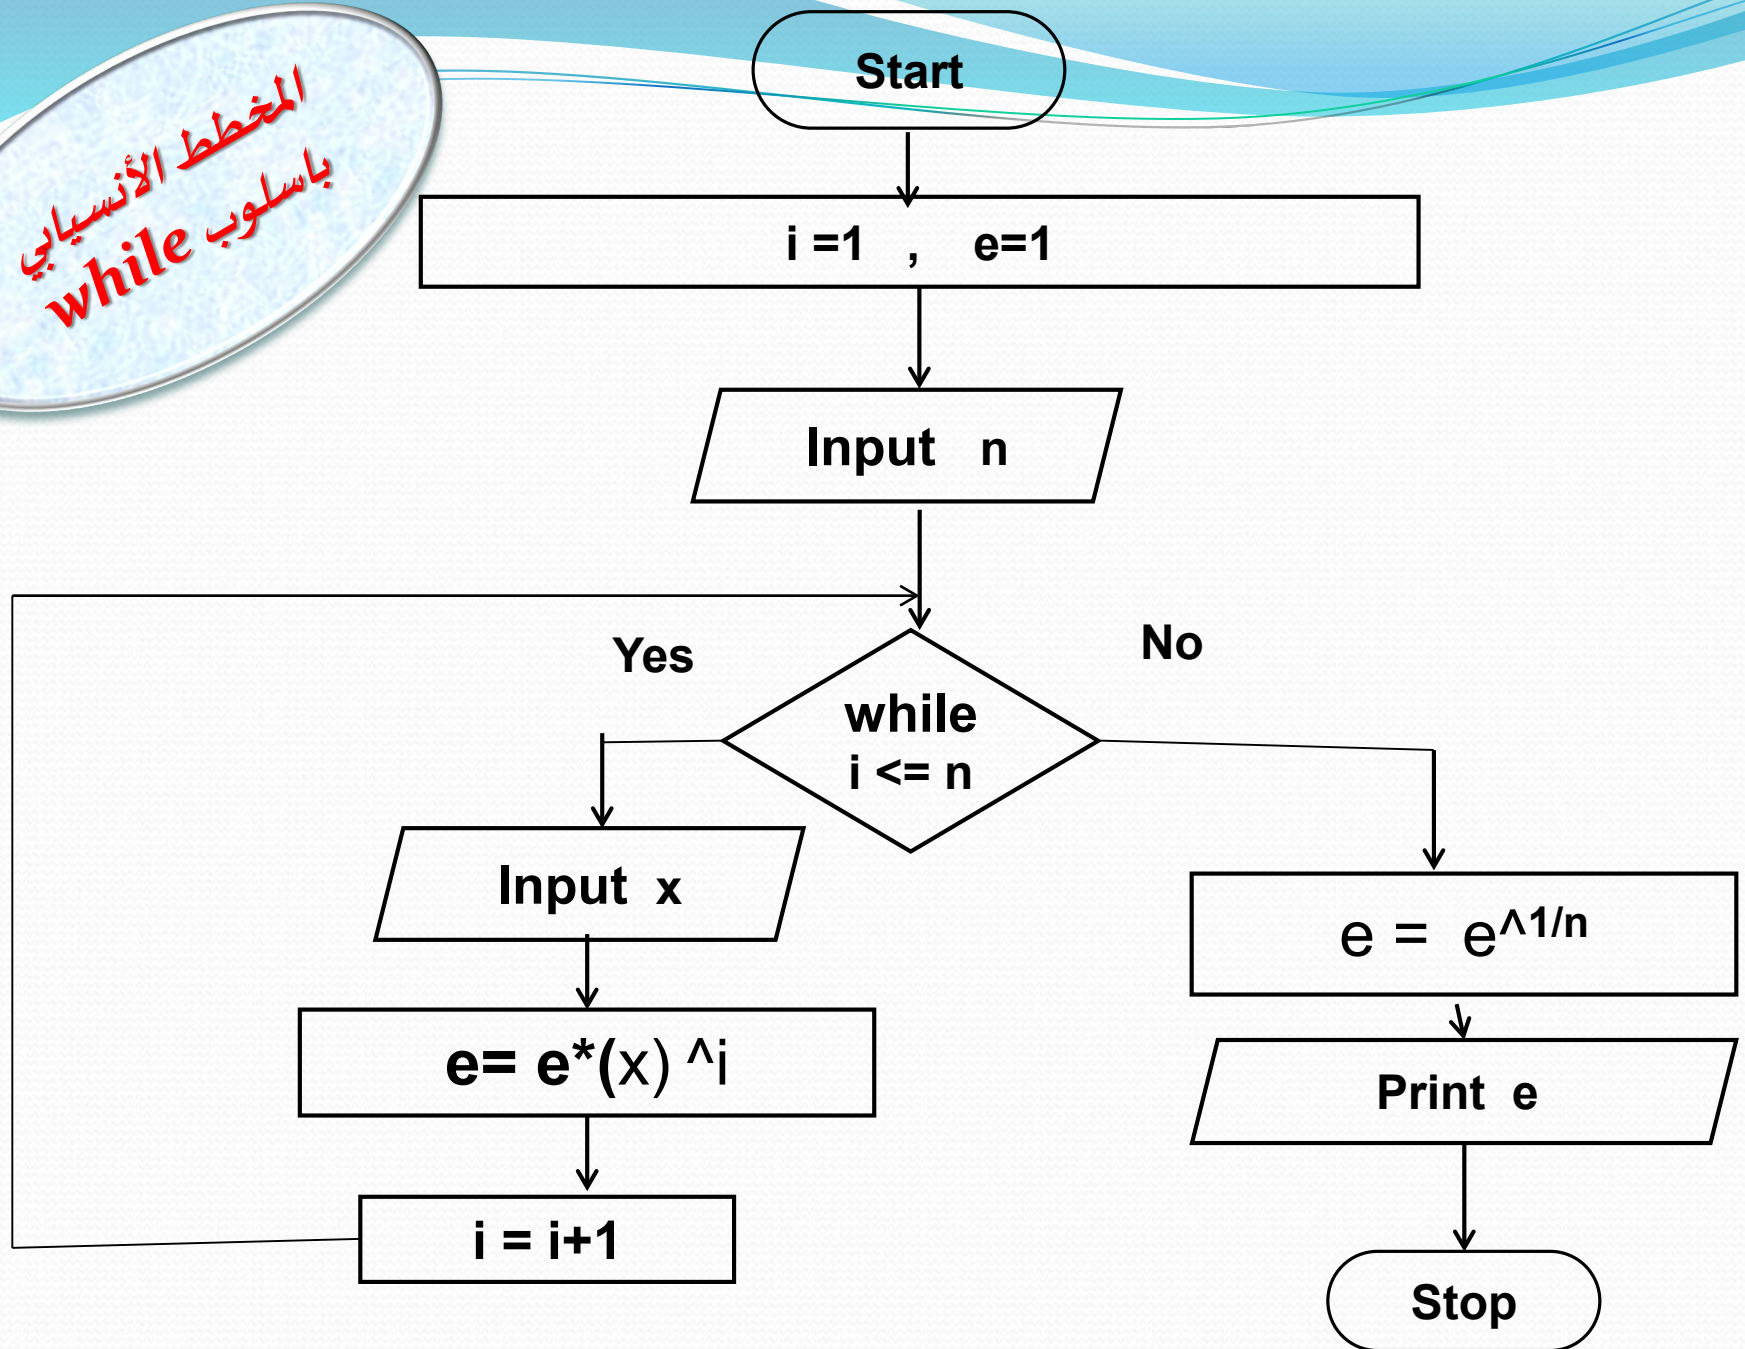 المخطط الأنسيابي
باسلوب while
Start
i =1 , e=1
Input n
Yes
No
while
i <= n
Input x
e= e*(x) ^i
i = i+1
e = e^1/n
Print e
Stop